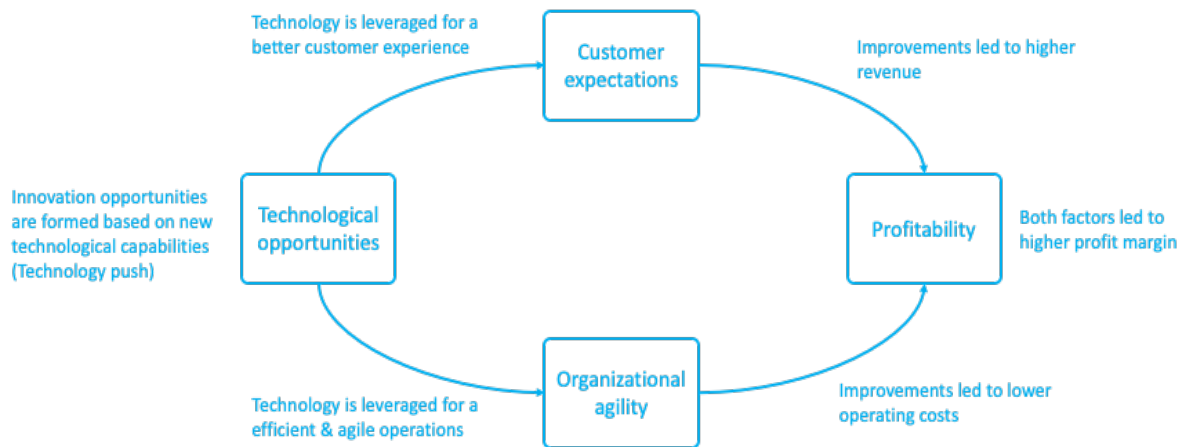 Technology is leveraged for a
better customer experience
Customer
expectations
Improvements led to higher
revenue
Innovation opportunities
are formed based on new
technological capabilities
(Technology push)
Technological
opportunities
Profitability
Both factors led to
higher profit margin
Technology is leveraged for a
efficient & agile operations
Organizational
agility
Improvements led to lower
operating costs